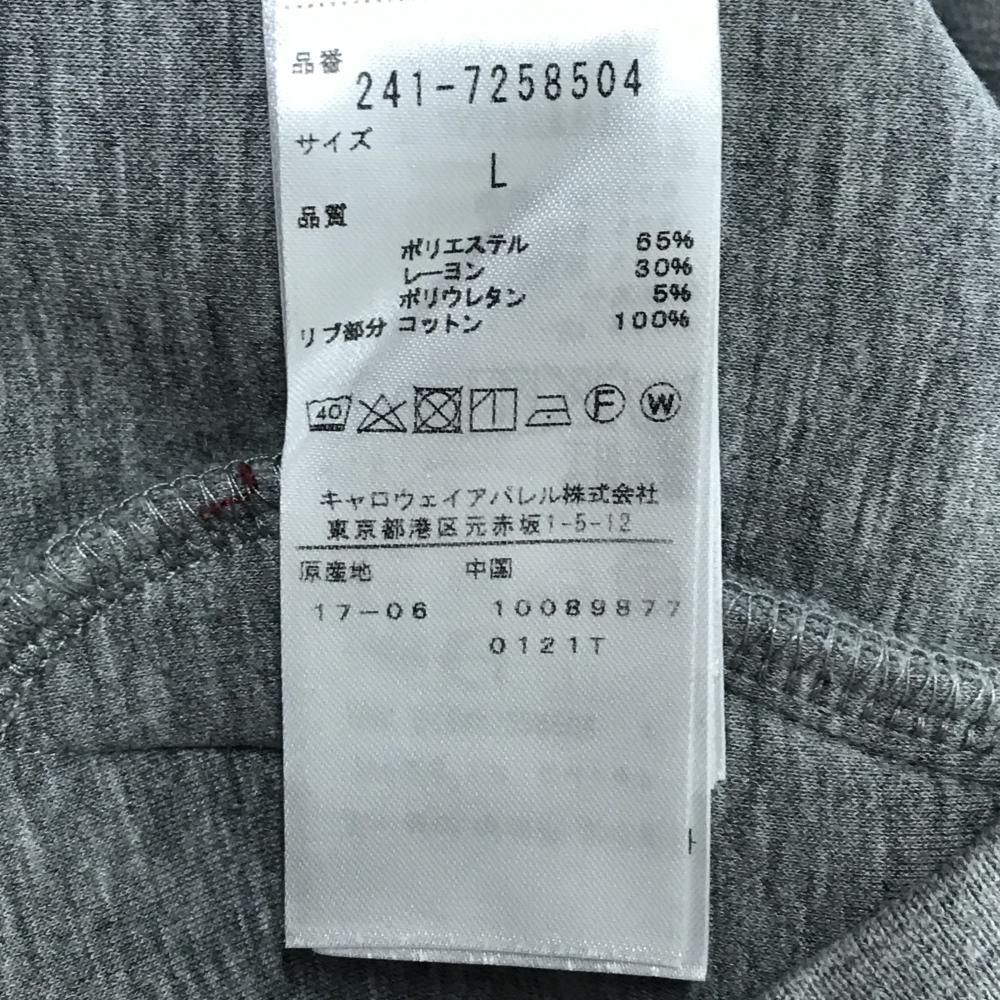 品番
241-7258504
サイズ
L
品質
ポリエステル 65%
レーヨン 30%
ポリウレタン 5%
リブ部分 コットン 100%
40 F W
キャロウェイアパレル株式会社
東京都港区元赤坂1-5-12
原産地 中国
17-06 10089877
0121T